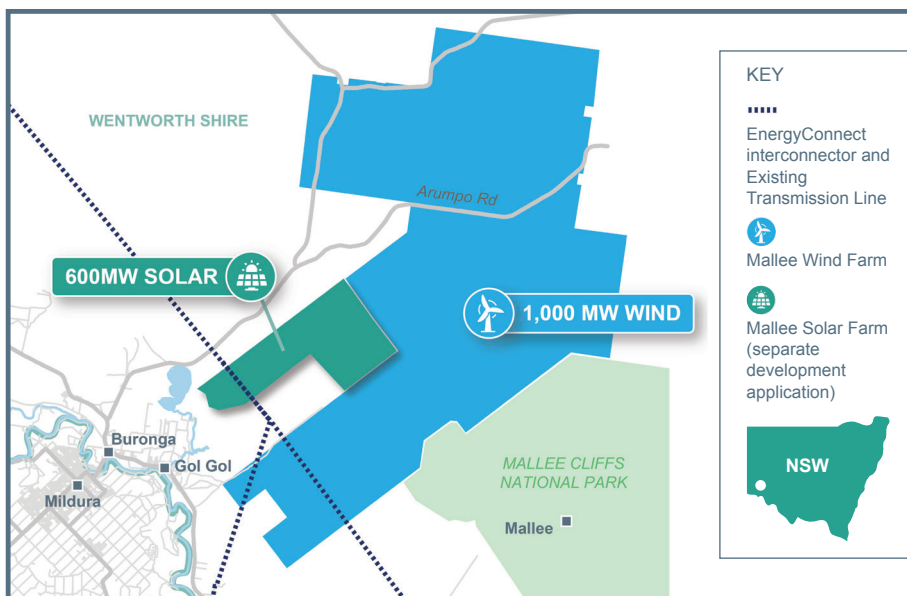 WENTWORTH SHIRE
Arumpo Rd
600MW SOLAR
1,000 MW WIND
Buronga
Gol Gol
Mildura
MALLEE CLIFFS
NATIONAL PARK
Mallee
KEY
EnergyConnect
interconnector and
Existing
Transmission Line
Mallee Wind Farm
Mallee Solar Farm
(separate
development
application)
NSW